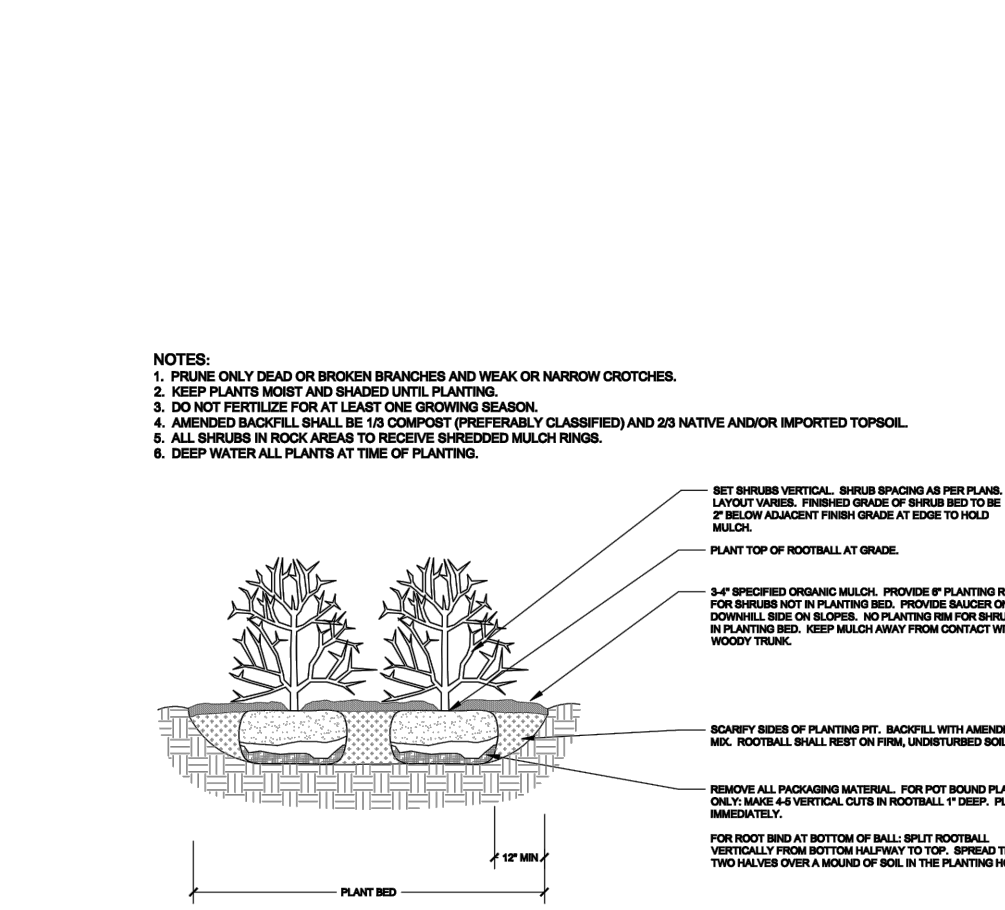 NOTES:
1. PRUNE ONLY DEAD OR BROKEN BRANCHES AND WEAK OR NARROW CROTCHES.
2. KEEP PLANTS MOIST AND SHADED UNTIL PLANTING.
3. DO NOT FERTILIZE FOR AT LEAST ONE GROWING SEASON.
4. AMENDED BACKFILL SHALL BE 1/3 COMPOST (PREFERABLY CLASSIFIED) AND 2/3 NATIVE AND/OR IMPORTED TOPSOIL.
5. ALL SHRUBS IN ROCK AREAS TO RECEIVE SHREDDED MULCH RINGS.
6. DEEP WATER ALL PLANTS AT TIME OF PLANTING.
SET SHRUBS VERTICAL. SHRUB SPACING AS PER PLANS.
LAYOUT VARIES. FINISHED GRADE OF SHRUB BED TO BE
2" BELOW ADJACENT FINISH GRADE AT EDGE TO HOLD
MULCH.
PLANT TOP OF ROOTBALL AT GRADE.
3-4" SPECIFIED ORGANIC MULCH. PROVIDE 6" PLANTING
FOR SHRUBS NOT IN PLANTING BED. PROVIDE SAUCER
DOWNHILL SIDE ON SLOPES. NO PLANTING RIM FOR
IN PLANTING BED. KEEP MULCH AWAY FROM CONTACT
WOODY TRUNK.
SCARIFY SIDES OF PLANTING PIT. BACKFILL WITH
MIX. ROOTBALL SHALL REST ON FIRM, UNDISTURBED
REMOVE ALL PACKAGING MATERIAL. FOR POT BOUND
ONLY: MAKE 4-5 VERTICAL CUTS IN ROOTBALL 1" DEEP.
IMMEDIATELY.
FOR ROOT BIND AT BOTTOM OF BALL: SPLIT ROOTBALL
VERTICALLY FROM BOTTOM HALFWAY TO TOP. SPREAD
TWO HALVES OVER A MOUND OF SOIL IN THE PLANTING
12" MIN
PLANT BED